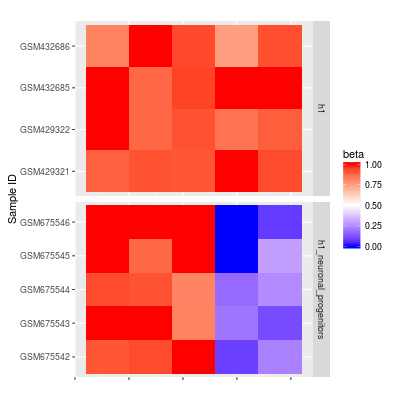 GSM432686
GSM432685
GSM429322
GSM429321
h1
GSM675546
GSM675545
GSM675544
GSM675543
GSM675542
h1_neuronal_progenitors
Sample ID
beta
1.00
0.75
0.50
0.25
0.00